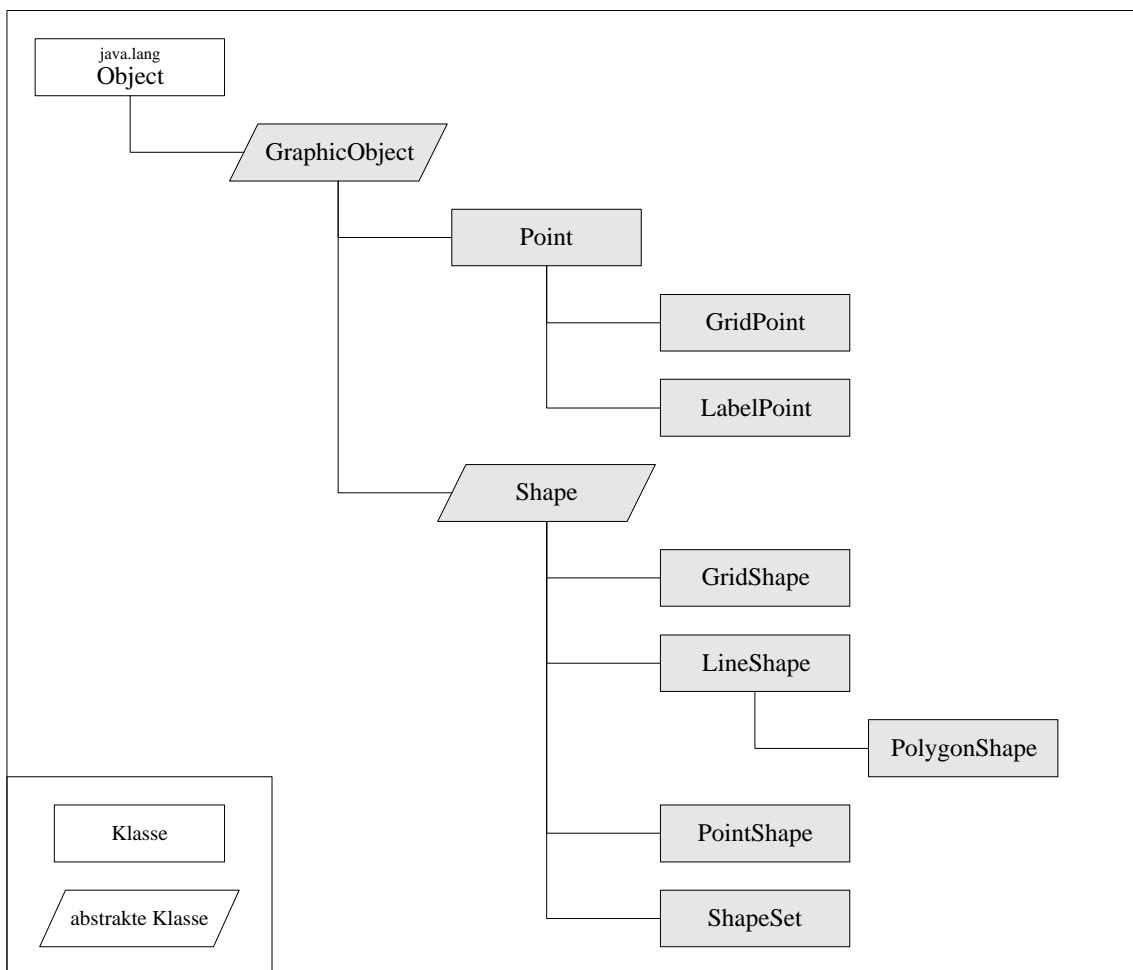 java.lang
Object
GraphicObject
Point
GridPoint
LabelPoint
Shape
GridShape
LineShape
PolygonShape
PointShape
ShapeSet
Klasse
abstrakte Klasse